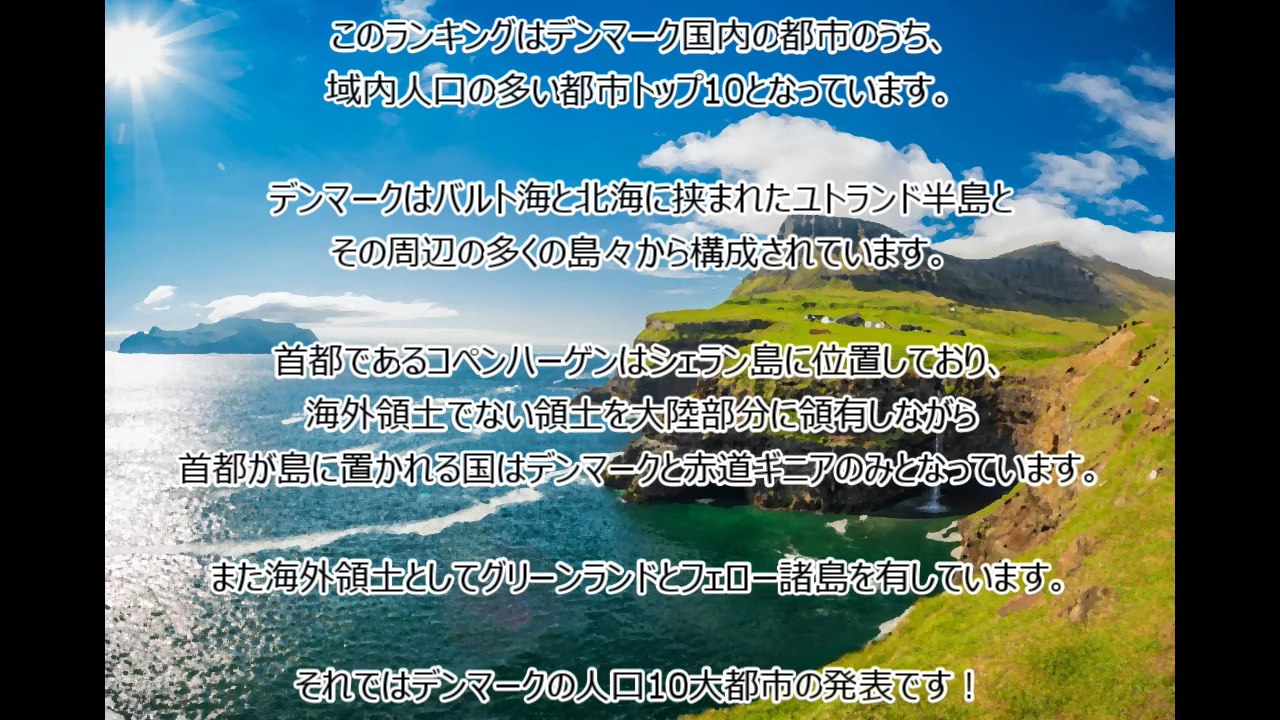 このランキングはデンマーク国内の都市のうち、
域内人口の多い都市トップ10となっています。
デンマークはバルト海と北海に挟まれたユトランド半島と
その周辺の多くの島々から構成されています。
首都であるコペンハーゲンはシェラン島に位置しており、
海外領土でない領土を大陸部分に領有しながら
首都が島に置かれる国はデンマークと赤道ギニアのみとなっています。
また海外領土としてグリーンランドとフェロー諸島を有しています。
それではデンマークの人口10大都市の発表です！